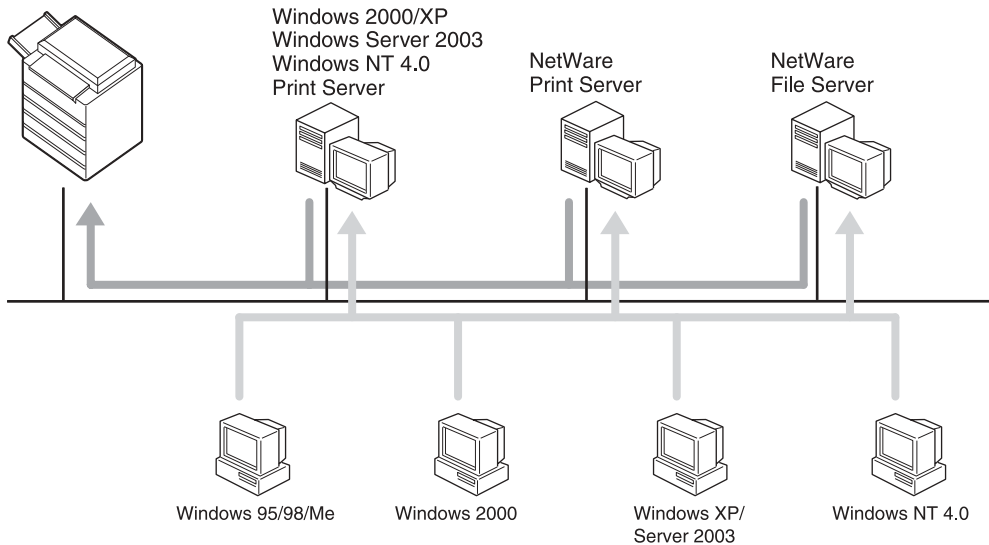 Windows 2000/XP
Windows Server 2003
Windows NT 4.0
Print Server
NetWare
Print Server
NetWare
File Server
Windows 95/98/Me
Windows 2000
Windows XP/
Server 2003
Windows NT 4.0